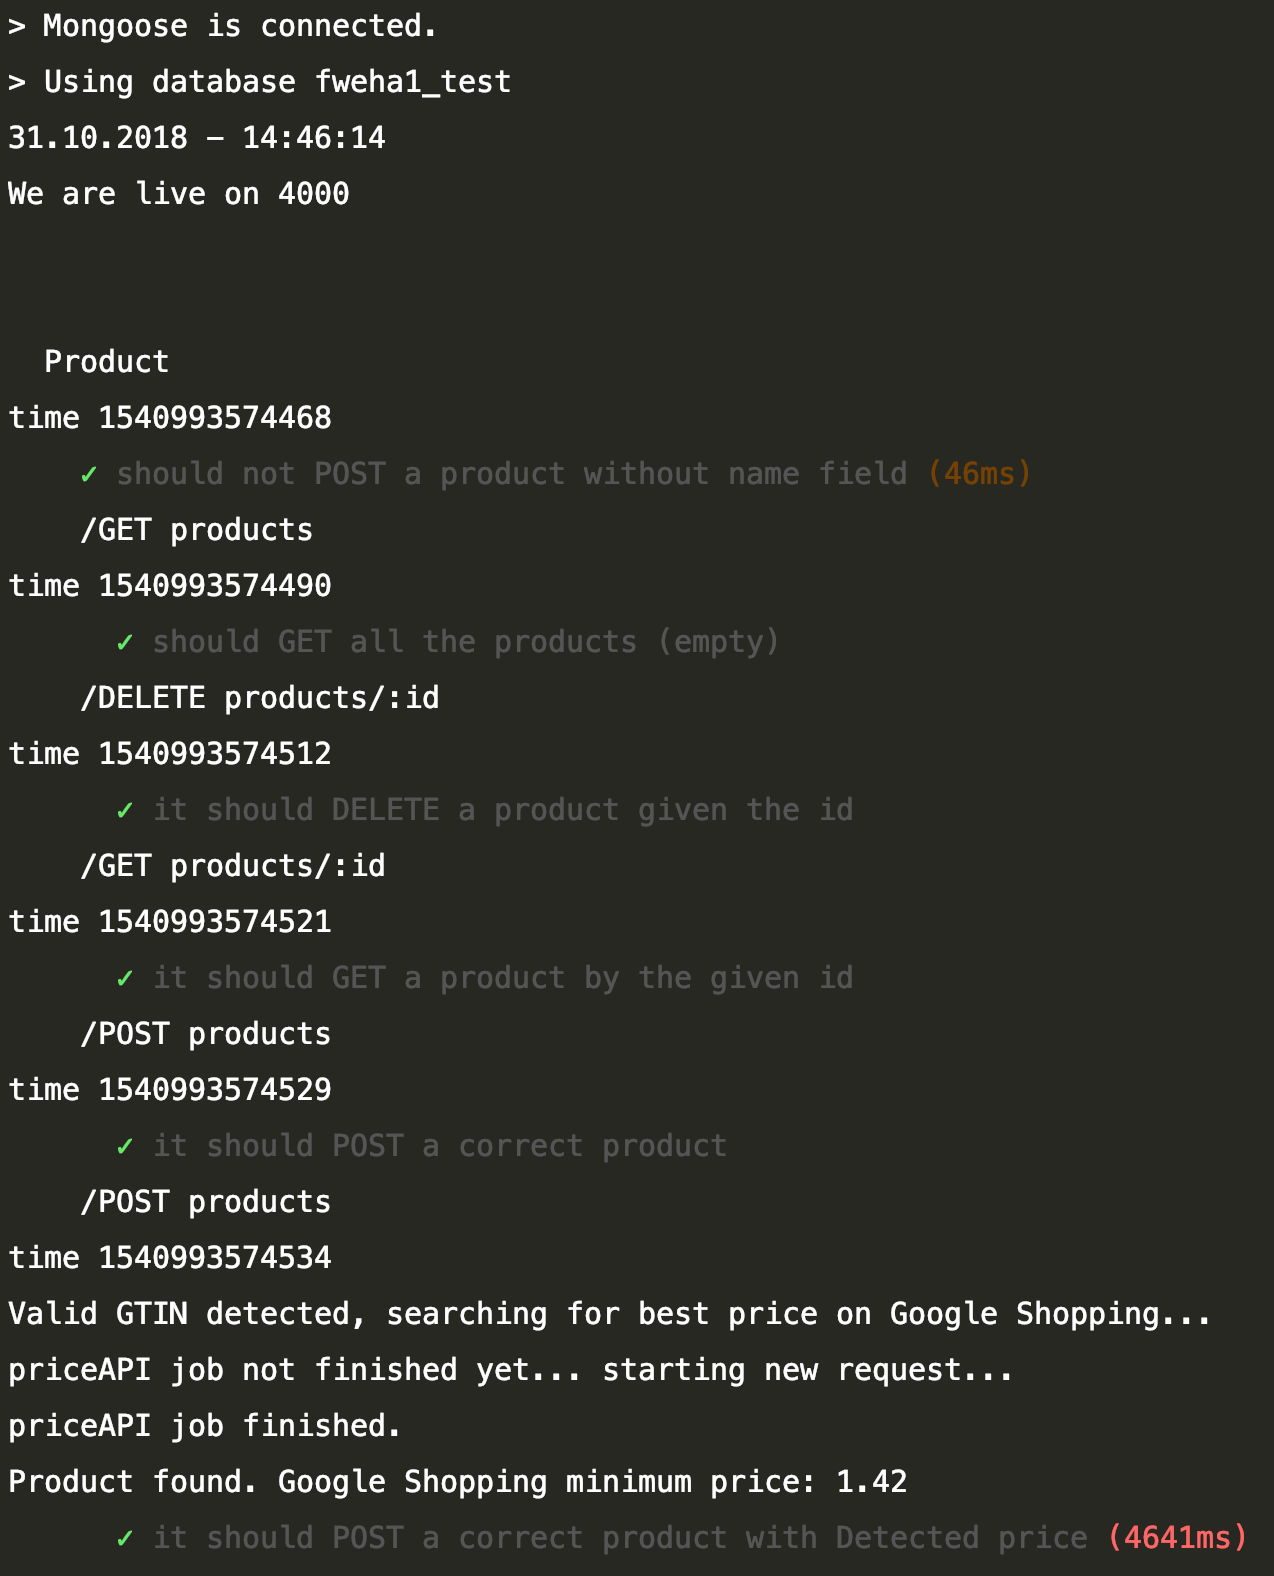 > Mongoose is connected.
> Using database fweha1_test
31.10.2018 – 14:46:14
We are live on 4000
Product
time 1540993574468
✓ should not POST a product without name field (46ms)
/GET products
time 1540993574490
✓ should GET all the products (empty)
/DELETE products/:id
time 1540993574512
✓ it should DELETE a product given the id
/GET products/:id
time 1540993574521
✓ it should GET a product by the given id
/POST products
time 1540993574529
✓ it should POST a correct product
/POST products
time 1540993574534
Valid GTIN detected, searching for best price on Google Shopping...
priceAPI job not finished yet... starting new request...
priceAPI job finished.
Product found. Google Shopping minimum price: 1.42
✓ it should POST a correct product with Detected price (4641ms)